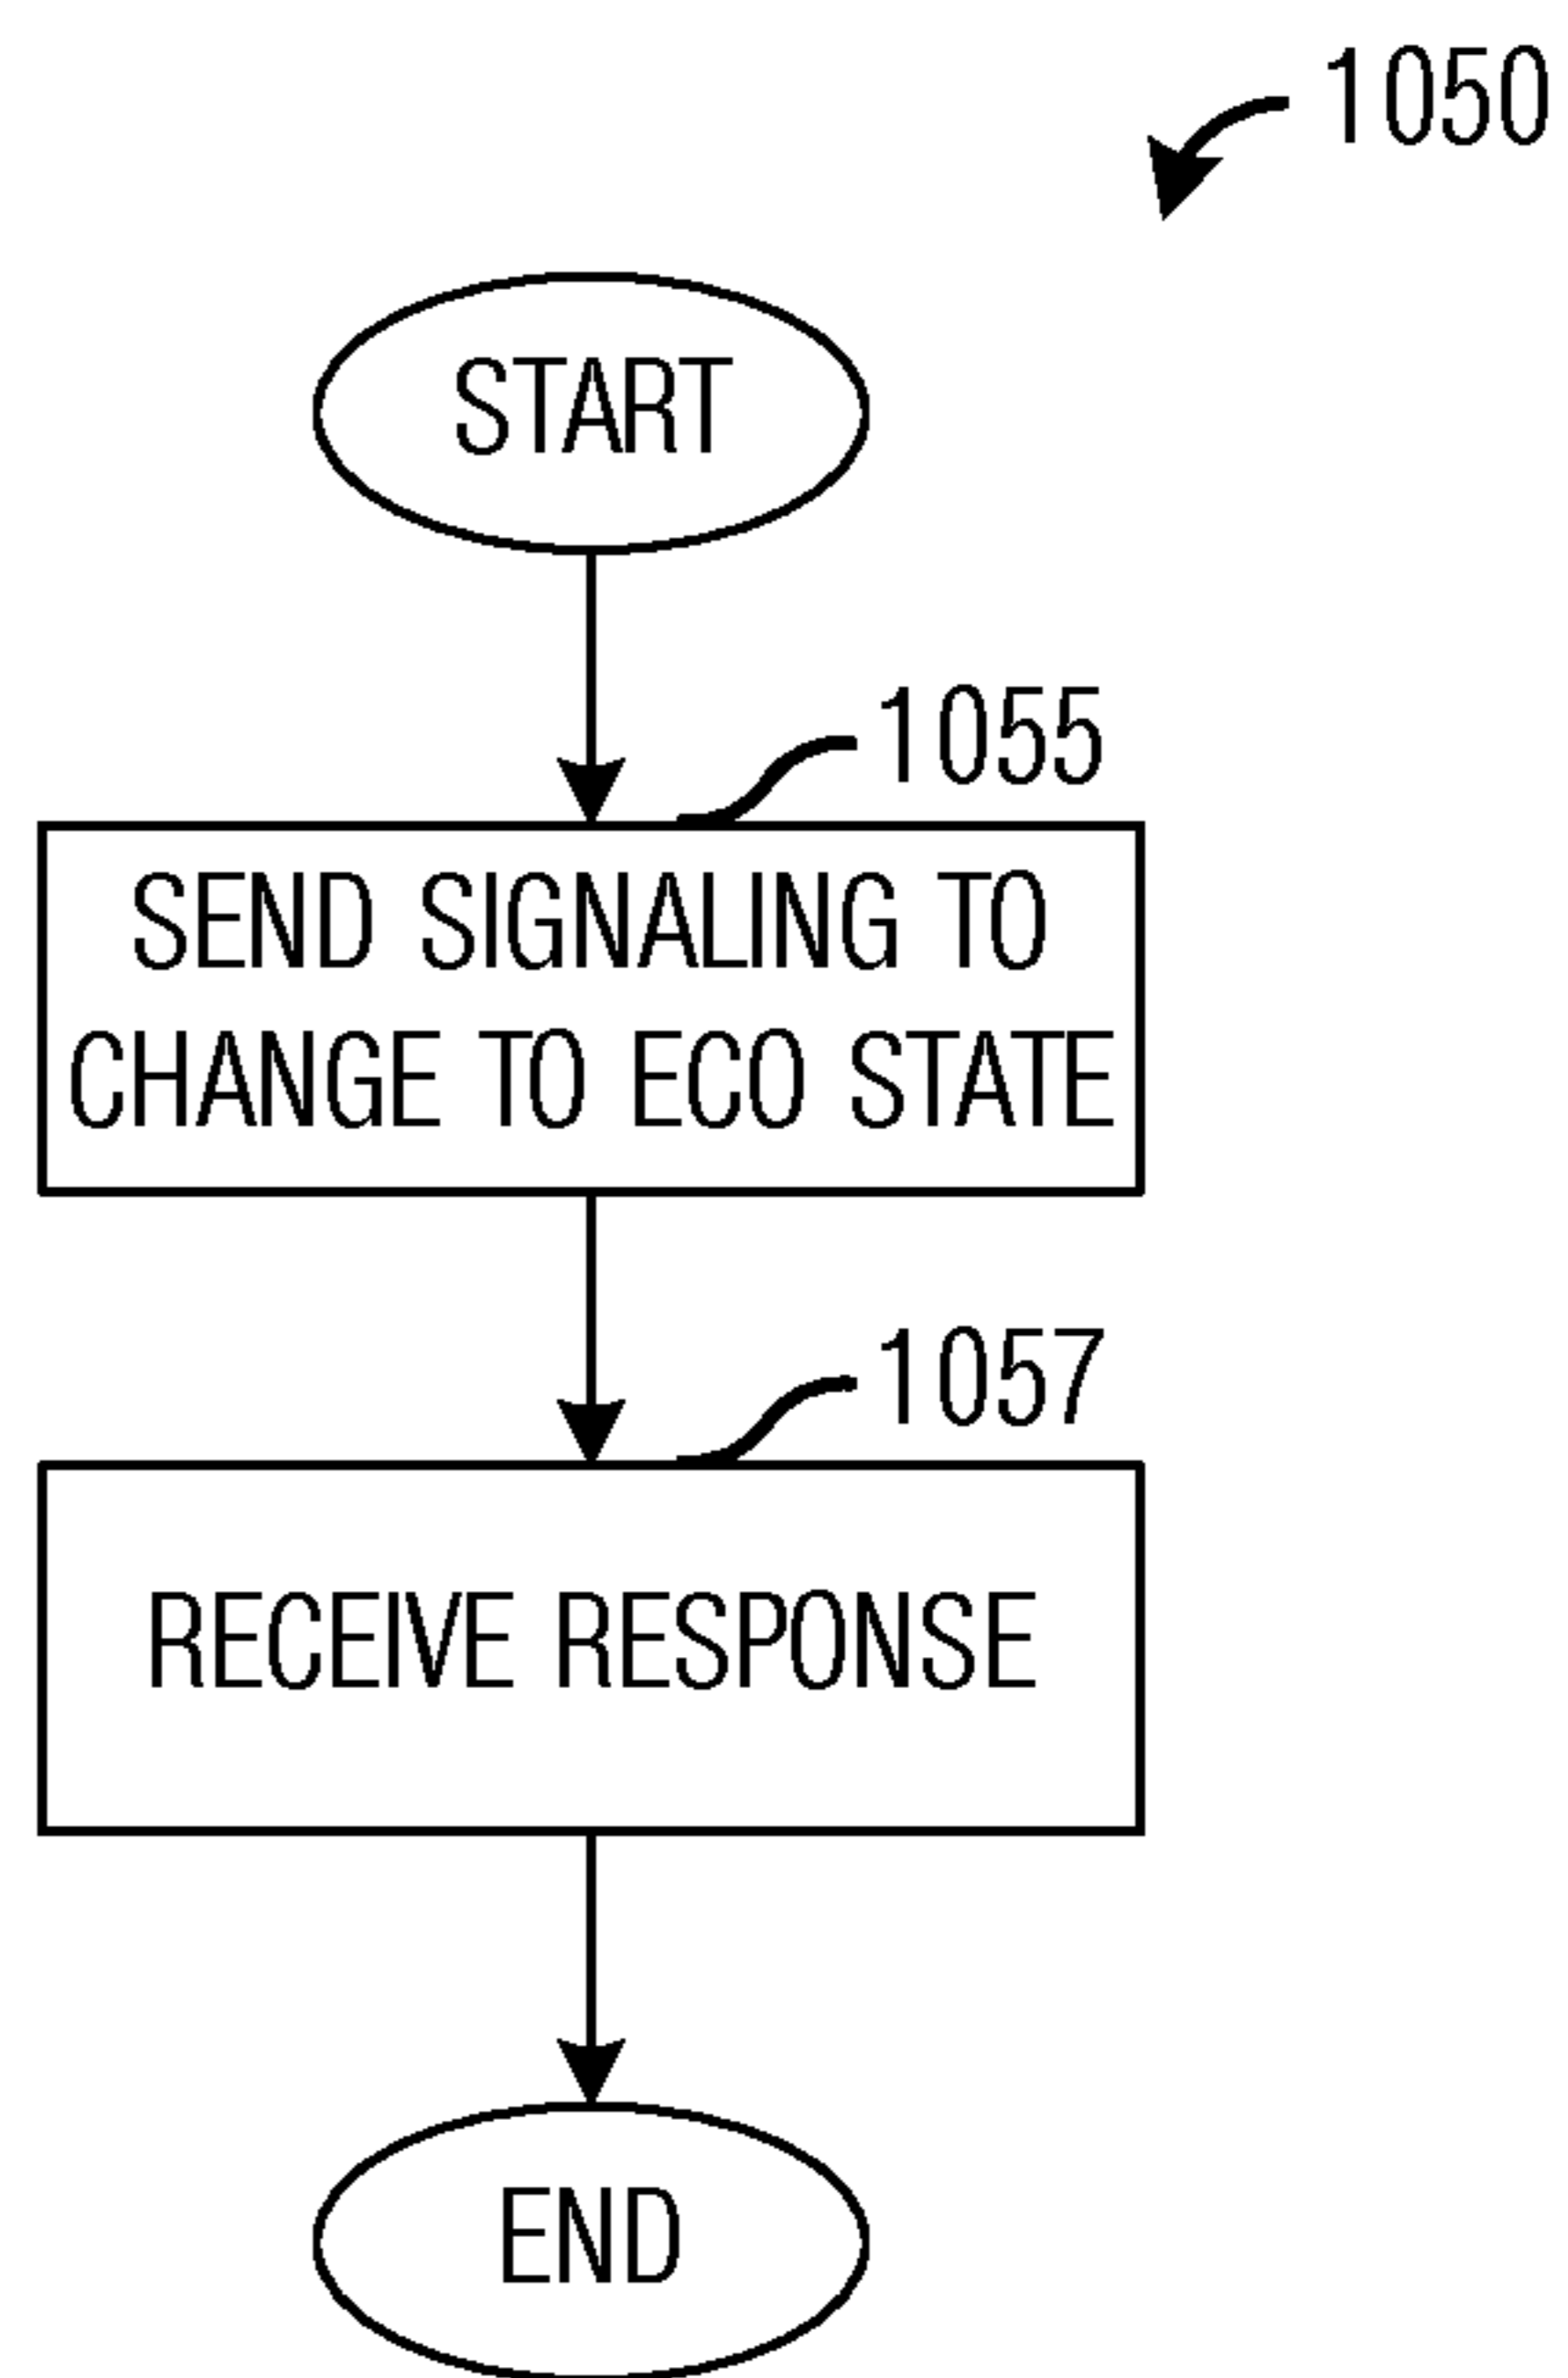 1050
START
1055
SEND SIGNALING TO
CHANGE TO ECO STATE
1057
RECEIVE RESPONSE
END